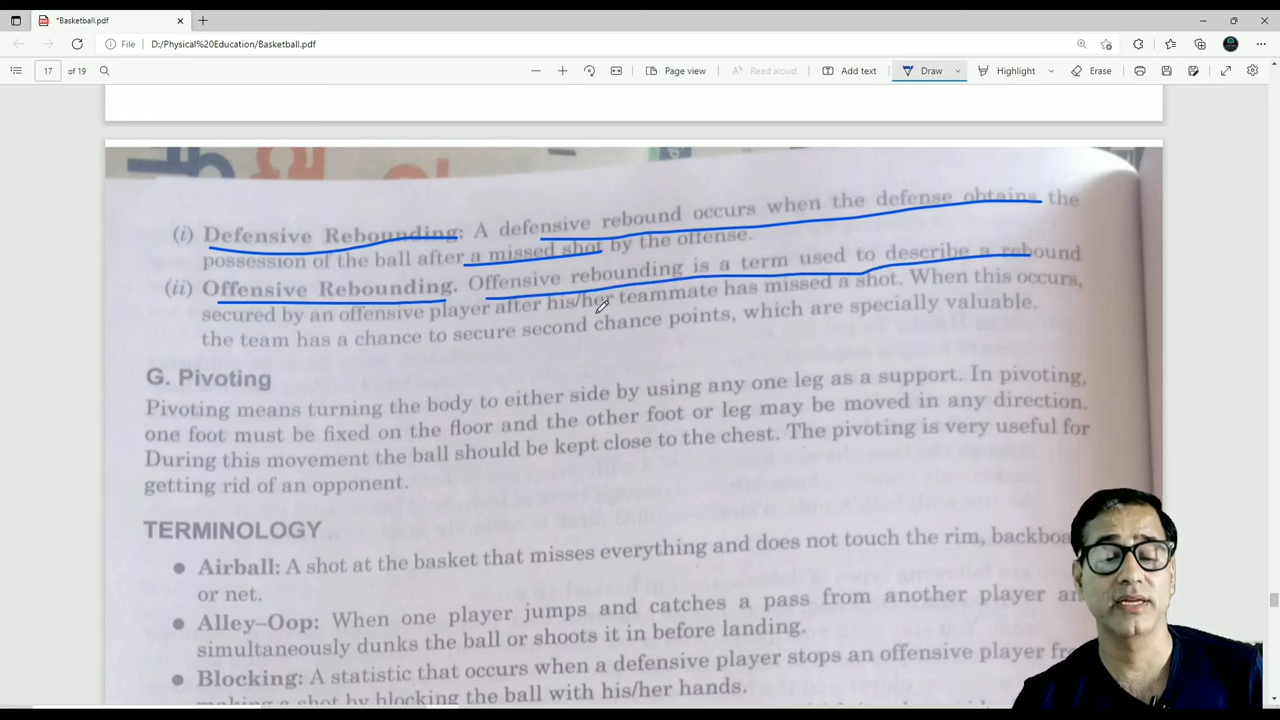 *Basketball.pdf
File D:/Physical%20Education/Basketball.pdf
17 of 19 Page view Read aloud Add text Draw Highlight Erase
(i) Defensive Rebounding: A defensive rebound occurs when the defense obtains the
possession of the ball after a missed shot by the offense.
(ii) Offensive Rebounding. Offensive rebounding is a term used to describe a rebound
secured by an offensive player after his/her teammate has missed a shot. When this occurs,
the team has a chance to secure second chance points, which are specially valuable.
G. Pivoting
Pivoting means turning the body to either side by using any one leg as a support. In pivoting,
one foot must be fixed on the floor and the other foot or leg may be moved in any direction.
During this movement the ball should be kept close to the chest. The pivoting is very useful for
getting rid of an opponent.
TERMINOLOGY
• Airball: A shot at the basket that misses everything and does not touch the rim, backboa
or net.
• Alley–Oop: When one player jumps and catches a pass from another player an
simultaneously dunks the ball or shoots it in before landing.
• Blocking: A statistic that occurs when a defensive player stops an offensive player fr
making a shot by blocking the ball with his/her hands.